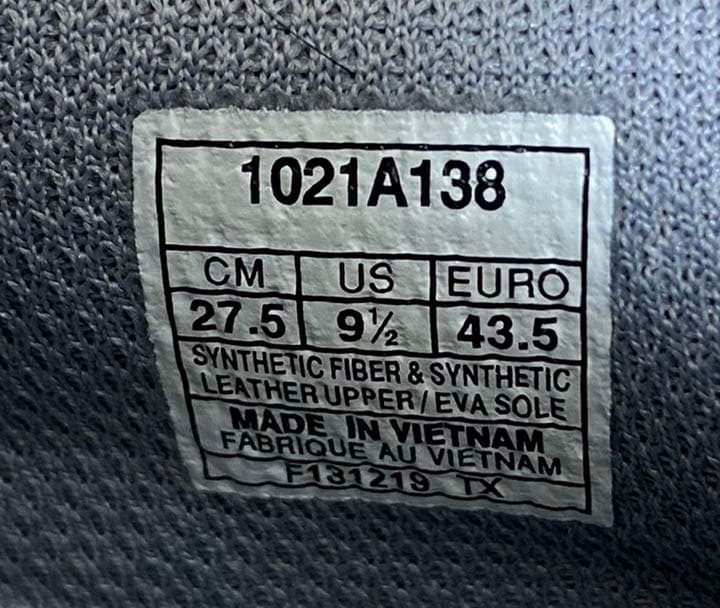 1021A138
CM US EURO
27.5 9½ 43.5
SYNTHETIC FIBER & SYNTHETIC
LEATHER UPPER / EVA SOLE
MADE IN VIETNAM
FABRIQUE AU VIETNAM
F131219 TX